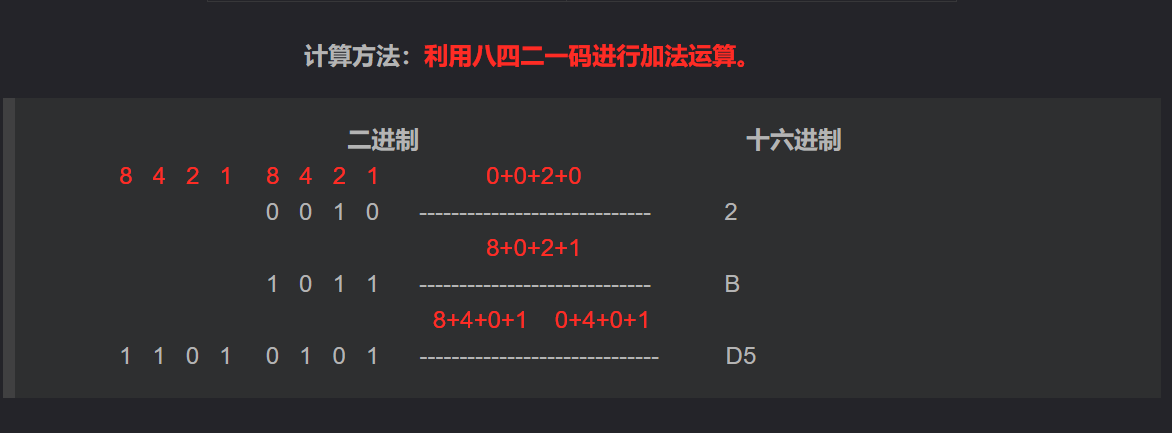 计算方法：利用八四二一码进行加法运算。
二进制 十六进制
8 4 2 1 8 4 2 1 0+0+2+0
0 0 1 0 ----------------------------- 2
8+0+2+1
1 0 1 1 ----------------------------- B
8+4+0+1 0+4+0+1
1 1 0 1 0 1 0 1 ------------------------------ D5